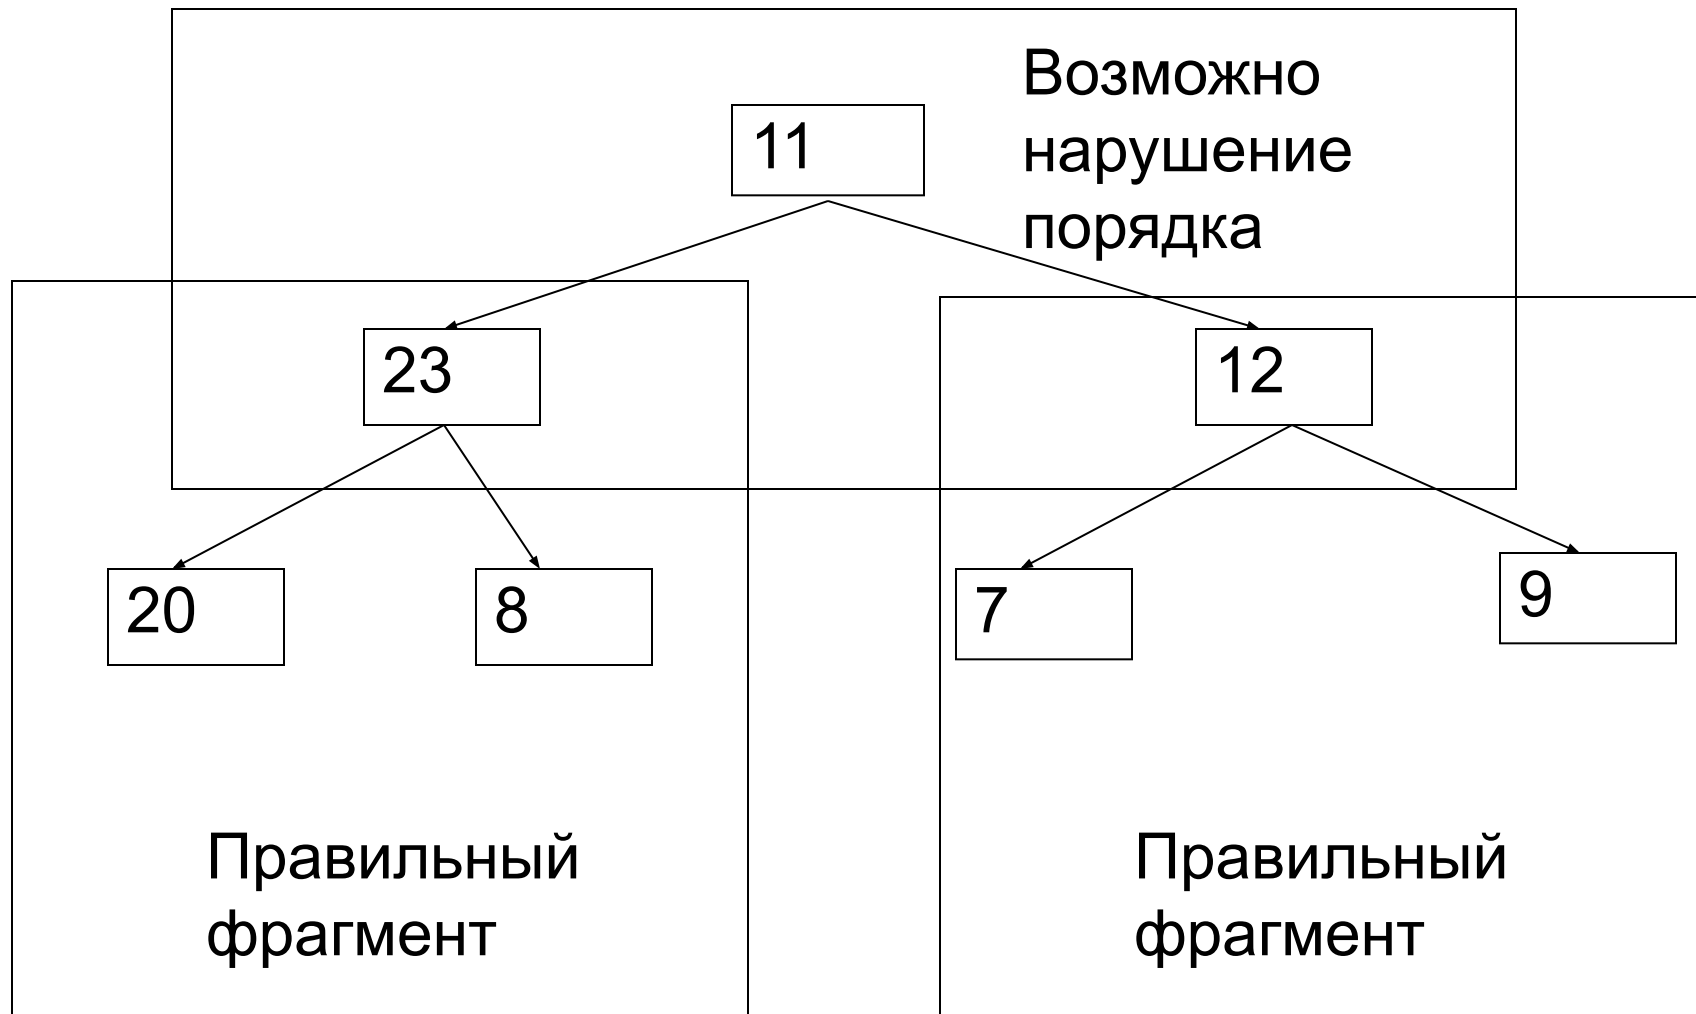 Возможно
нарушение
порядка
11
23
12
20
8
7
9
Правильный
фрагмент
Правильный
фрагмент